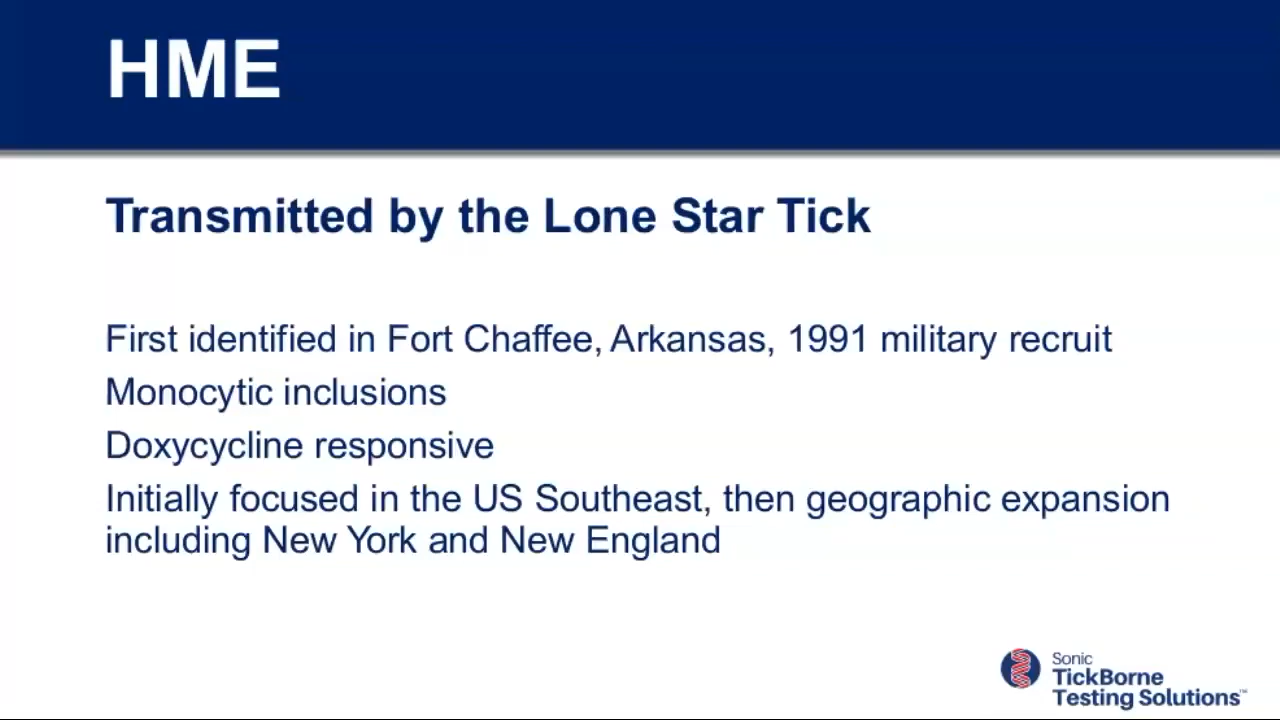 HME
Transmitted by the Lone Star Tick
First identified in Fort Chaffee, Arkansas, 1991 military recruit
Monocytic inclusions
Doxycycline responsive
Initially focused in the US Southeast, then geographic expansion
including New York and New England
Sonic
TickBorne
Testing Solutions™